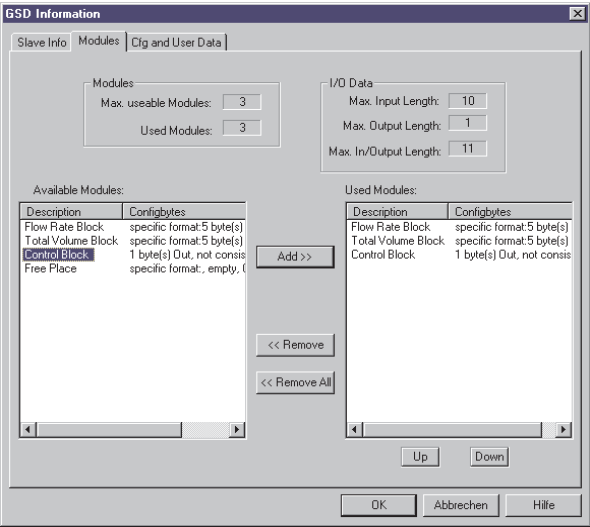 GSD Information
Slave Info Modules Cfg and User Data
Modules
Max. useable Modules: 3
Used Modules: 3
I/O Data
Max. Input Length: 10
Max. Output Length: 1
Max. In/Output Length: 11
Available Modules:
Description Configbytes
Flow Rate Block specific format:5 byte(s)
Total Volume Block specific format:5 byte(s)
Control Block 1 byte(s) Out, not consis
Free Place specific format:, empty, (
Add >>
<< Remove
<< Remove All
Used Modules:
Description Configbytes
Flow Rate Block specific format:5 byte(s)
Total Volume Block specific format:5 byte(s)
Control Block 1 byte(s) Out, not consis
Up Down
OK Abbrechen Hilfe